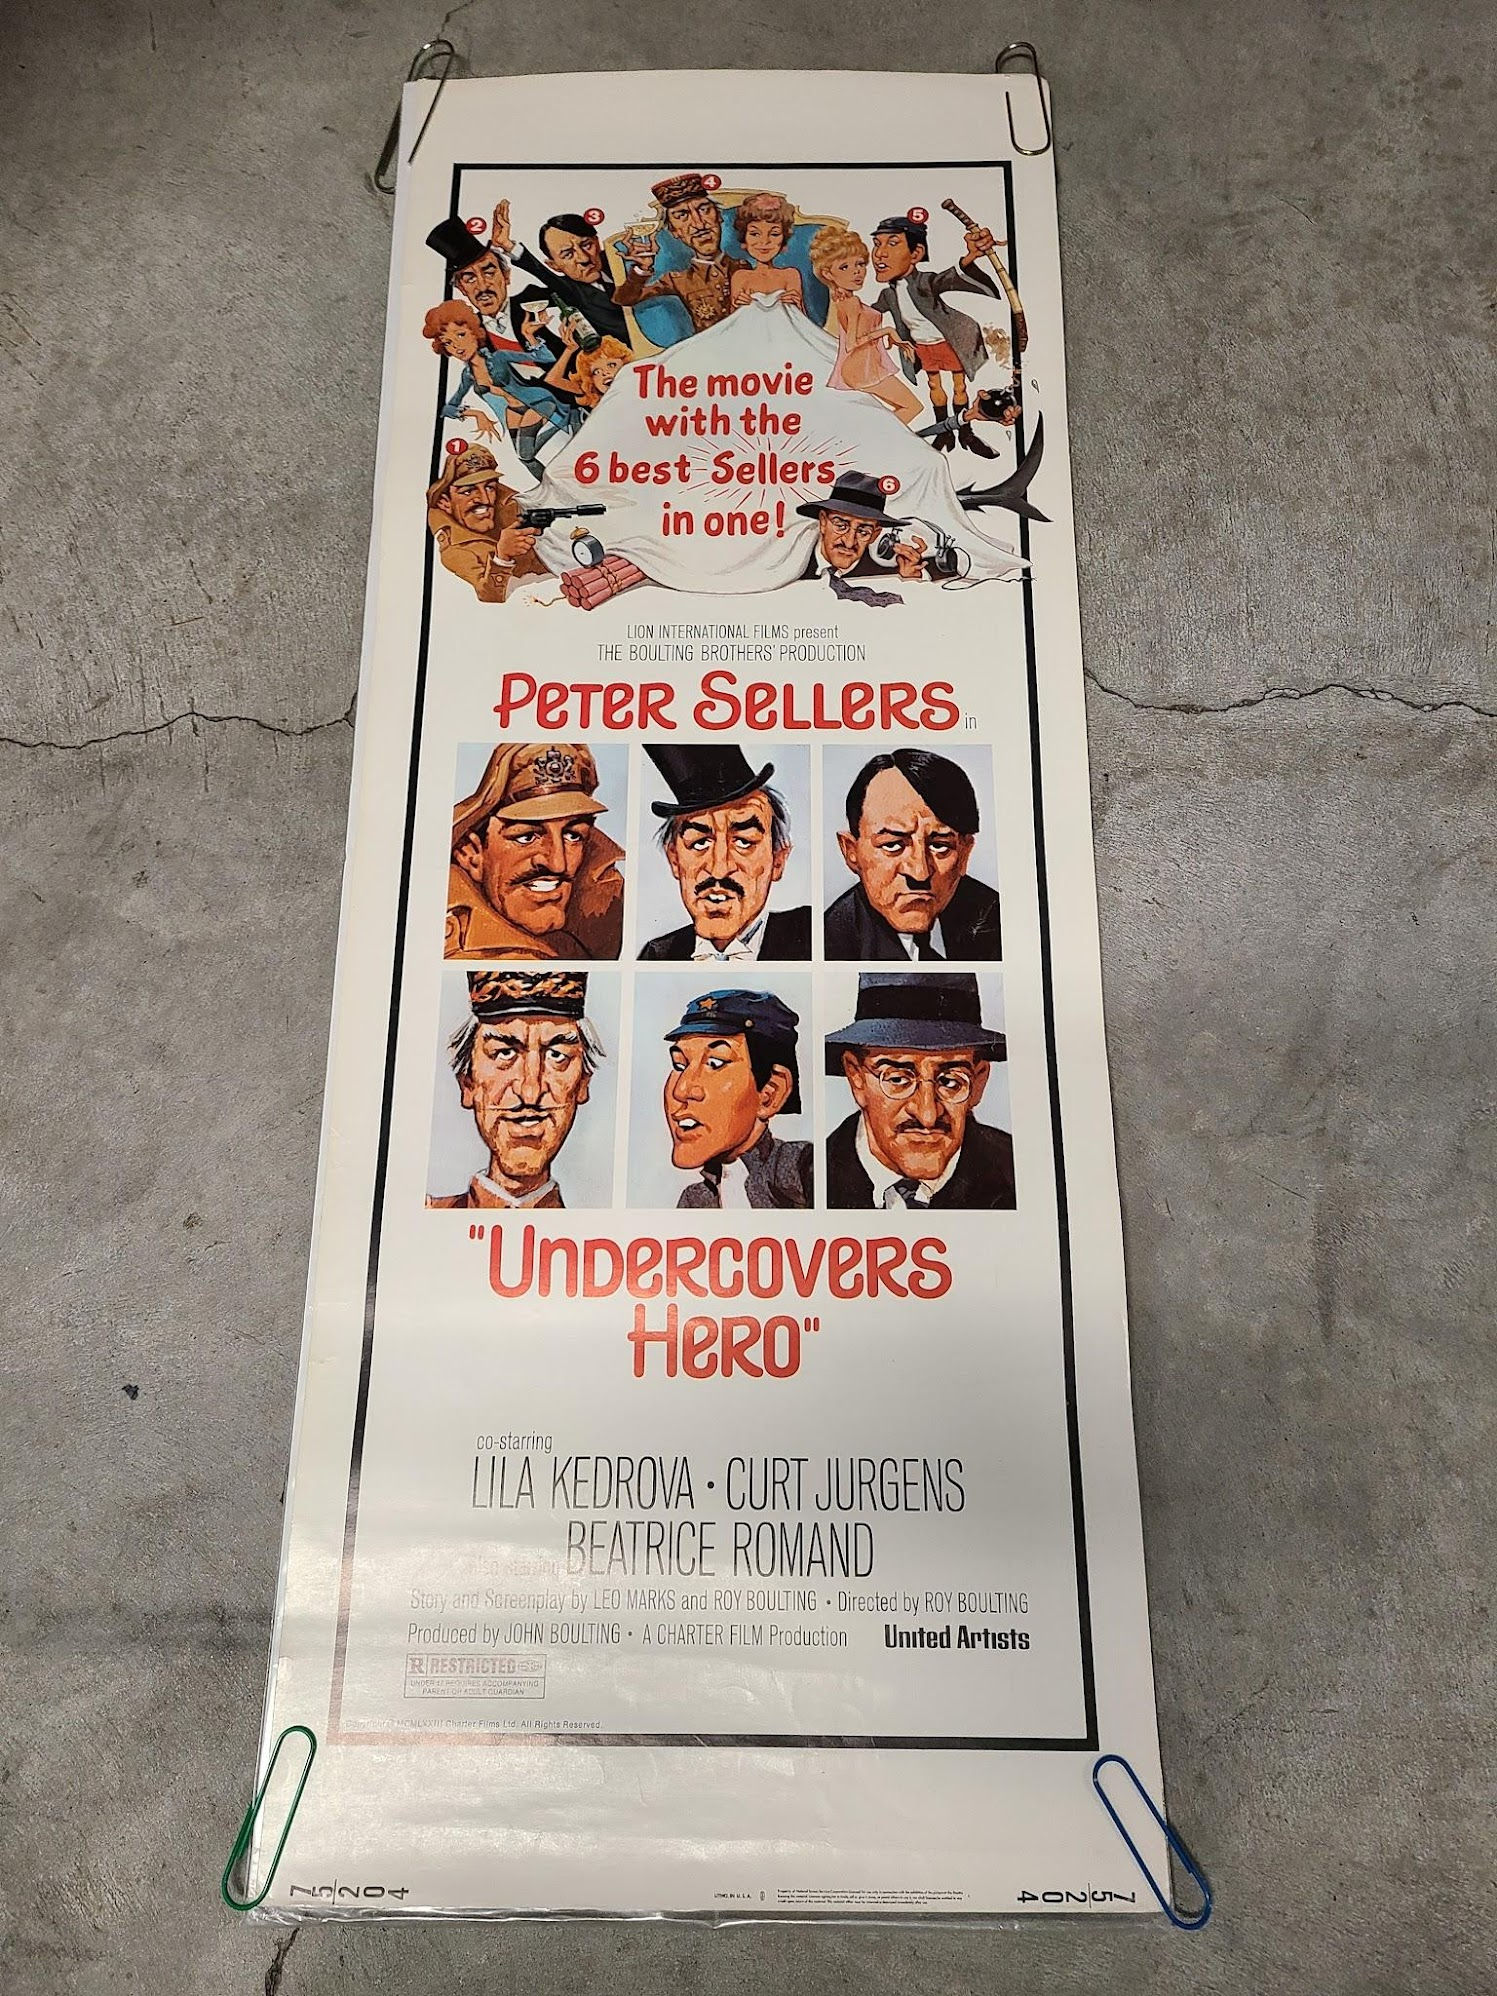 4
2
3
5
The movie
with the
6 best Sellers
in one!
1
6
LION INTERNATIONAL FILMS present
THE BOULTING BROTHERS' PRODUCTION
PETER SELLERS in
"UNDERCOVERS
HERO"
co-starring
LILA KEDROVA • CURT JURGENS
BEATRICE ROMAND
Story and Screenplay by LEO MARKS and ROY BOULTING • Directed by ROY BOULTING
Produced by JOHN BOULTING • A CHARTER FILM Production United Artists
R RESTRICTED
UNDER 17 REQUIRES ACCOMPANYING
PARENT OR ADULT GUARDIAN
Copyright © MCMLXXIII Charter Films Ltd. All Rights Reserved.
75/204
LITHO. IN U.S.A.
75/204